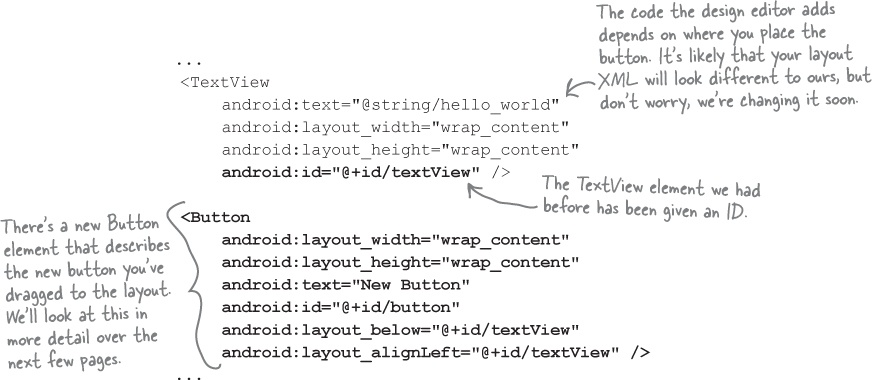 The code the design editor adds
depends on where you place the
button. It's likely that your layout
XML will look different to ours, but
don't worry, we're changing it soon.
...
<TextView
android:text="@string/hello_world"
android:layout_width="wrap_content"
android:layout_height="wrap_content"
android:id="@+id/textView" />
The TextView element we had
before has been given an ID.
There's a new Button
element that describes
the new button you've
dragged to the layout.
We'll look at this in
more detail over the
next few pages.
<Button
android:layout_width="wrap_content"
android:layout_height="wrap_content"
android:text="New Button"
android:id="@+id/button"
android:layout_below="@+id/textView"
android:layout_alignLeft="@+id/textView" />
...